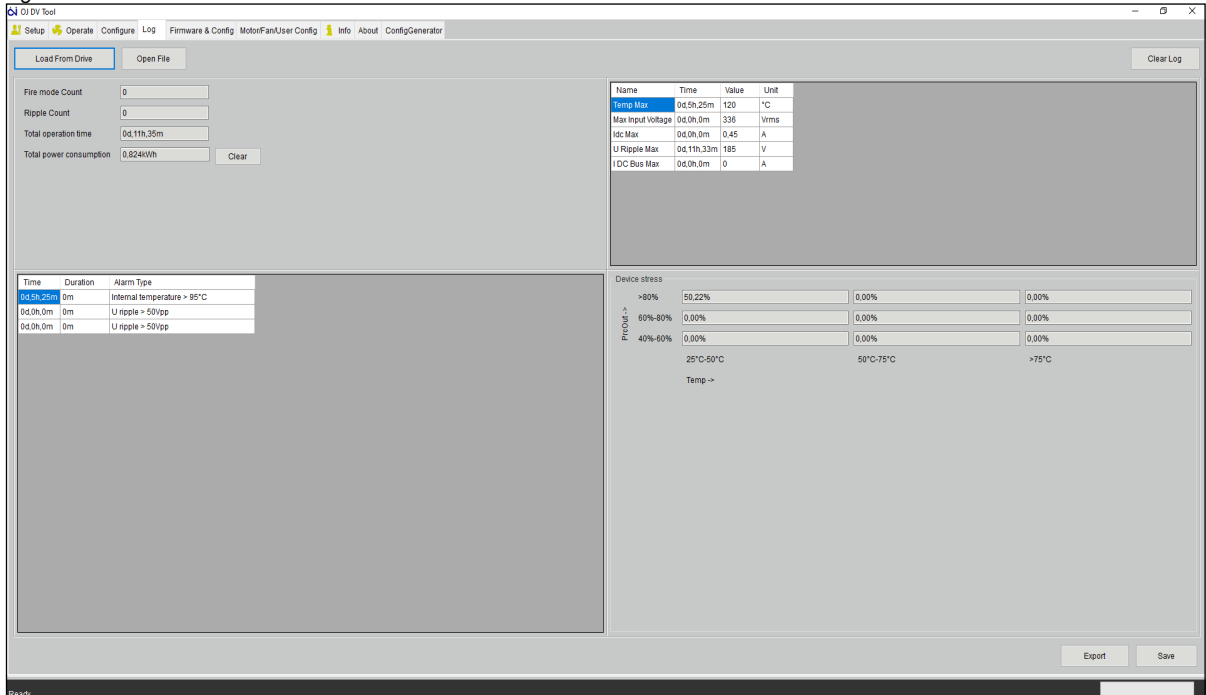 OJ DV Tool
Setup Operate Configure Log Firmware & Config Motor/Fan/User Config Info About ConfigGenerator
Load From Drive Open File Clear Log
Fire mode Count 0
Ripple Count 0
Total operation time 0d,11h,35m
Total power consumption 0,824kWh Clear
Name Time Value Unit
Temp Max 0d,5h,25m 120 °C
Max Input Voltage 0d,0h,0m 336 Vrms
Idc Max 0d,0h,0m 0,45 A
U Ripple Max 0d,11h,33m 185 V
I DC Bus Max 0d,0h,0m 0 A
Time Duration Alarm Type
0d,5h,25m 0m Internal temperature > 95°C
0d,0h,0m 0m U ripple > 50Vpp
0d,0h,0m 0m U ripple > 50Vpp
Device stress
PrcOut ->
>80% 50,22% 0,00% 0,00%
60%-80% 0,00% 0,00% 0,00%
40%-60% 0,00% 0,00% 0,00%
25°C-50°C 50°C-75°C >75°C
Temp ->
Export Save
Ready